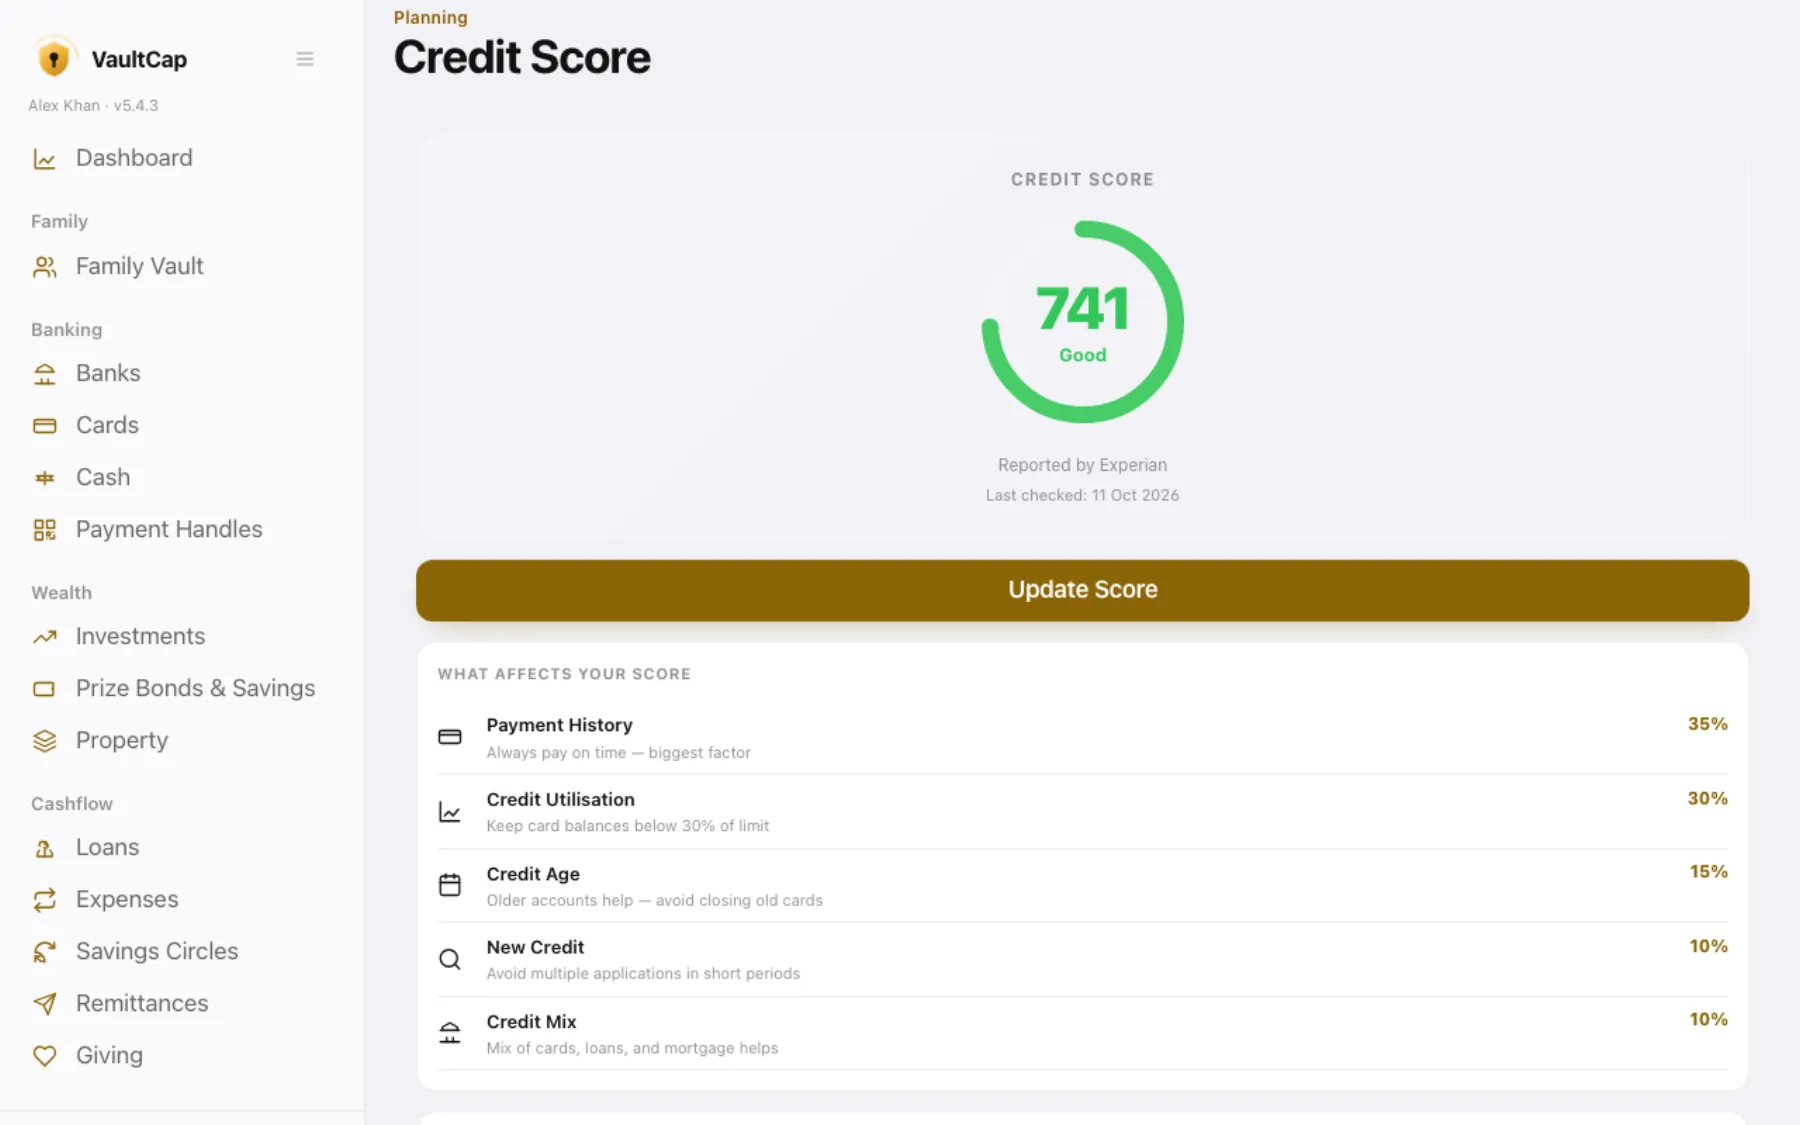 VaultCap
Alex Khan · v5.4.3
Dashboard
Family
Family Vault
Banking
Banks
Cards
Cash
Payment Handles
Wealth
Investments
Prize Bonds & Savings
Property
Cashflow
Loans
Expenses
Savings Circles
Remittances
Giving
Planning
Credit Score
CREDIT SCORE
741
Good
Reported by Experian
Last checked: 11 Oct 2026
Update Score
WHAT AFFECTS YOUR SCORE
Payment History
35%
Always pay on time — biggest factor
Credit Utilisation
30%
Keep card balances below 30% of limit
Credit Age
15%
Older accounts help — avoid closing old cards
New Credit
10%
Avoid multiple applications in short periods
Credit Mix
10%
Mix of cards, loans, and mortgage helps